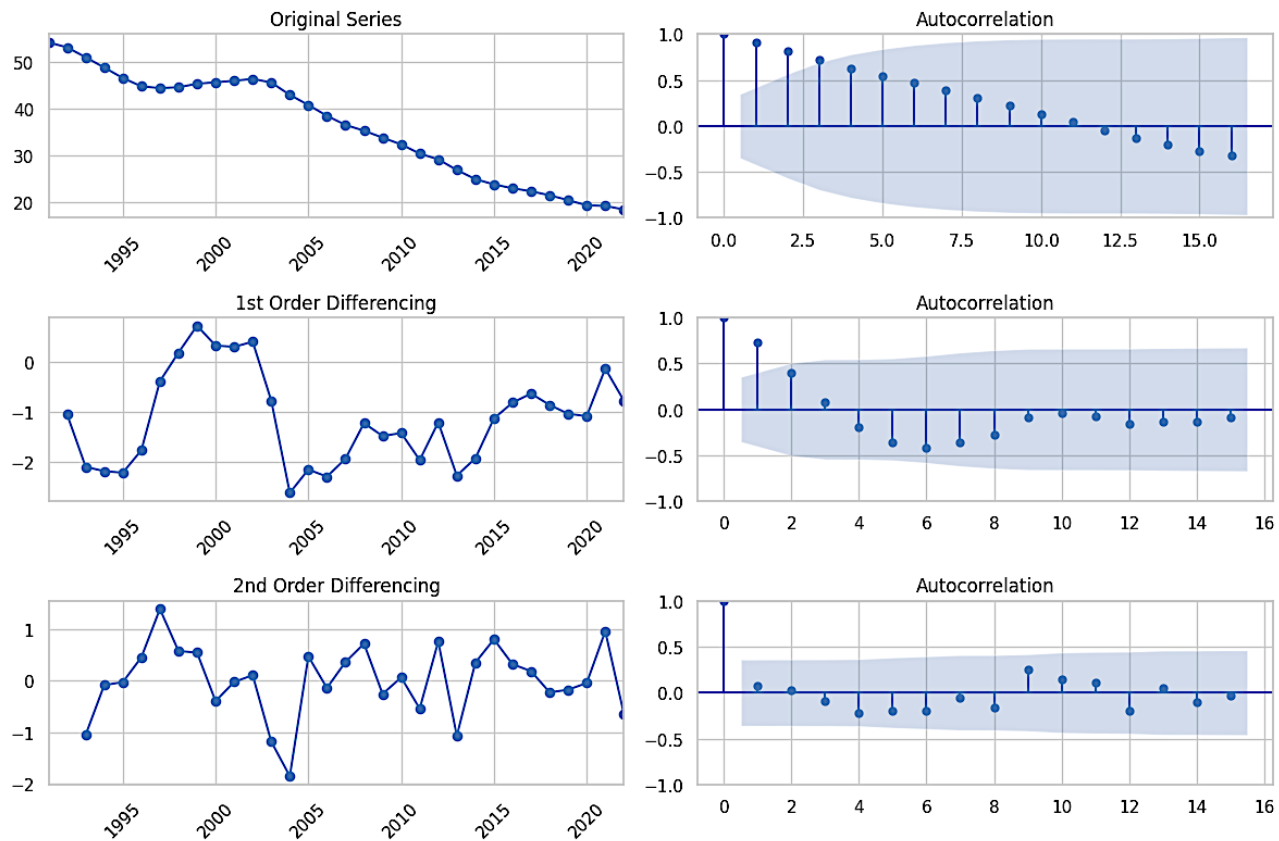 Original Series
50
40
30
20
1995 2000 2005 2010 2015 2020
Autocorrelation
1.0
0.5
0.0
−0.5
−1.0
0.0 2.5 5.0 7.5 10.0 12.5 15.0
1st Order Differencing
0
−1
−2
1995 2000 2005 2010 2015 2020
Autocorrelation
1.0
0.5
0.0
−0.5
−1.0
0 2 4 6 8 10 12 14 16
2nd Order Differencing
1
0
−1
−2
1995 2000 2005 2010 2015 2020
Autocorrelation
1.0
0.5
0.0
−0.5
−1.0
0 2 4 6 8 10 12 14 16